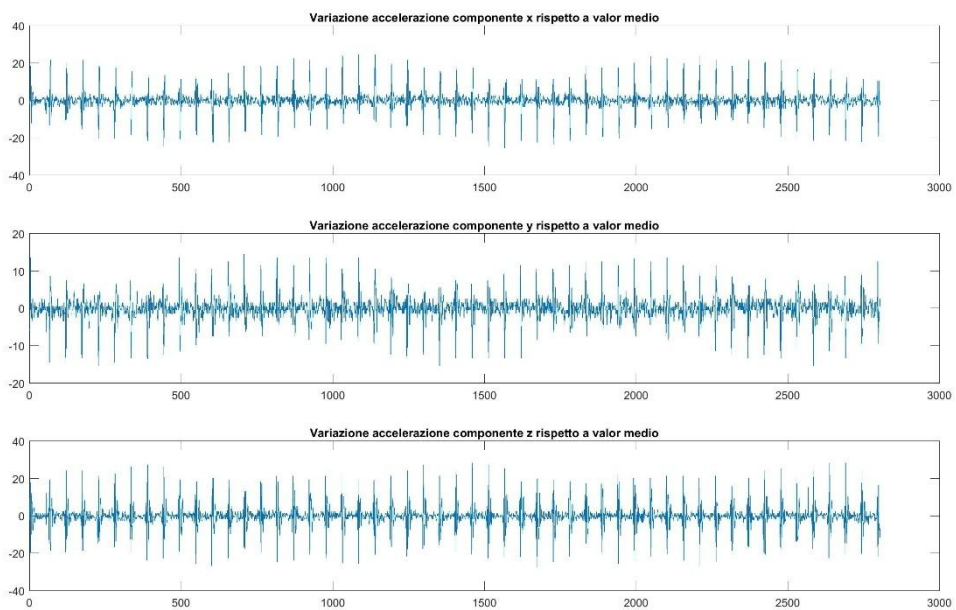 Variazione accelerazione componente x rispetto a valor medio
40
20
0
-20
-40
0 500 1000 1500 2000 2500 3000
Variazione accelerazione componente y rispetto a valor medio
20
10
0
-10
-20
0 500 1000 1500 2000 2500 3000
Variazione accelerazione componente z rispetto a valor medio
40
20
0
-20
-40
0 500 1000 1500 2000 2500 3000